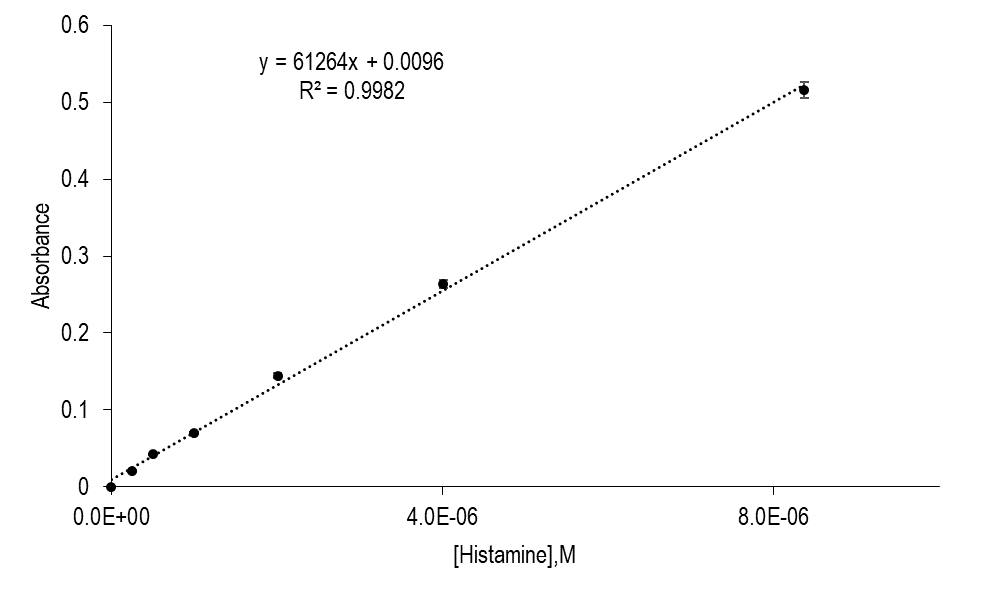 0.6
y = 61264x + 0.0096
R² = 0.9982
0.5
0.4
0.3
0.2
0.1
0
Absorbance
0.0E+00 4.0E-06 8.0E-06
[Histamine],M